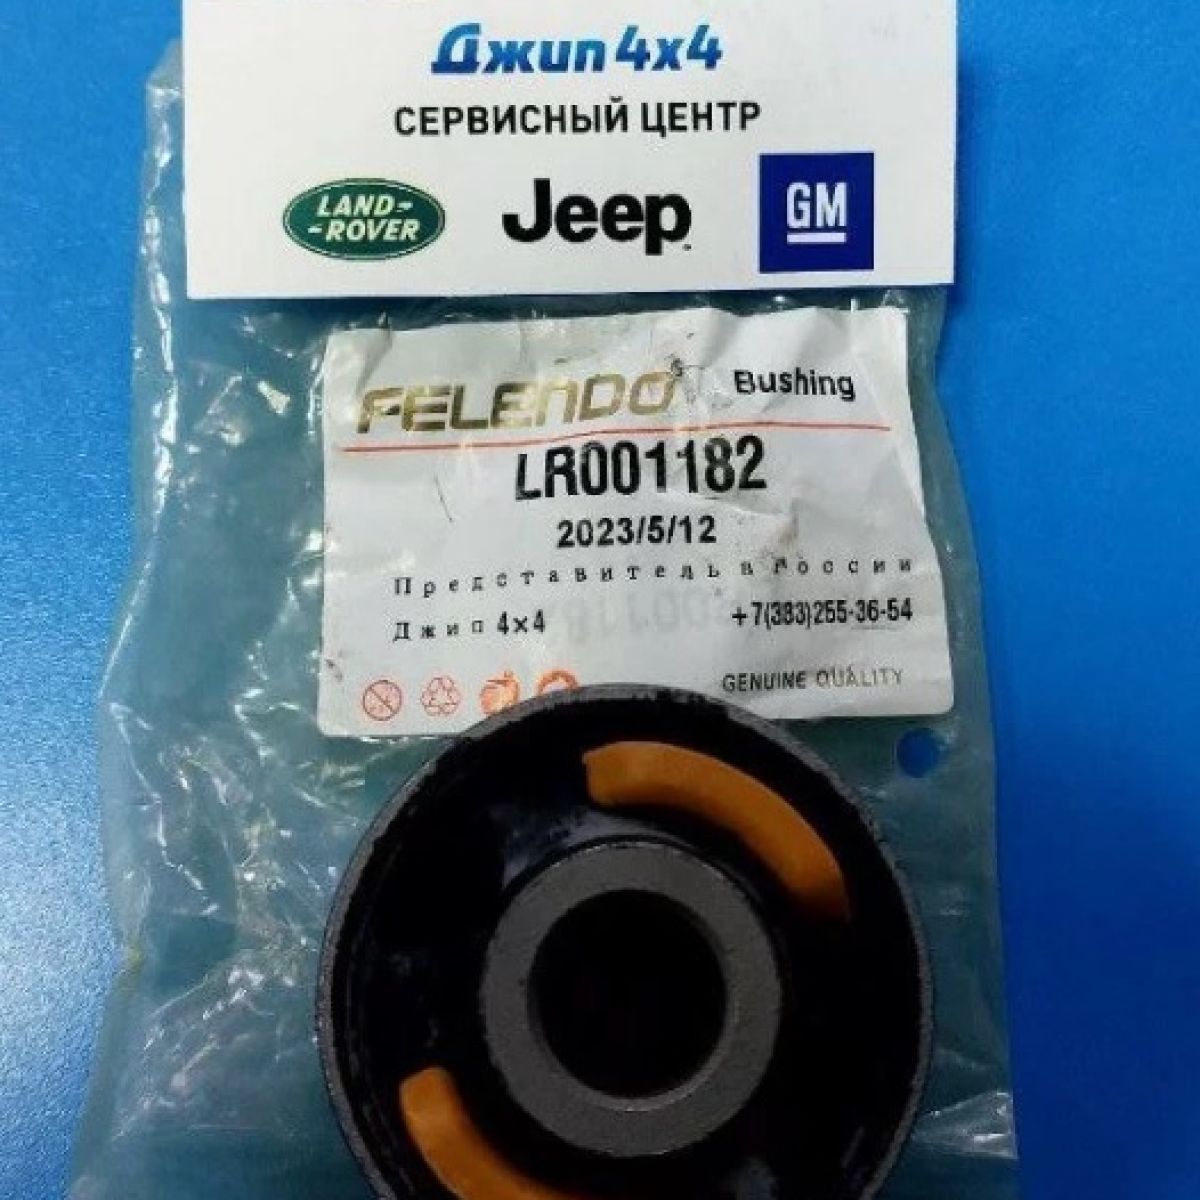 Джип 4x4
СЕРВИСНЫЙ ЦЕНТР
LAND-
-ROVER
Jeep
GM
FELENDO Bushing
LR001182
2023/5/12
Представитель в России
Джип 4x4 +7(383)255-36-54
GENUINE QUALITY